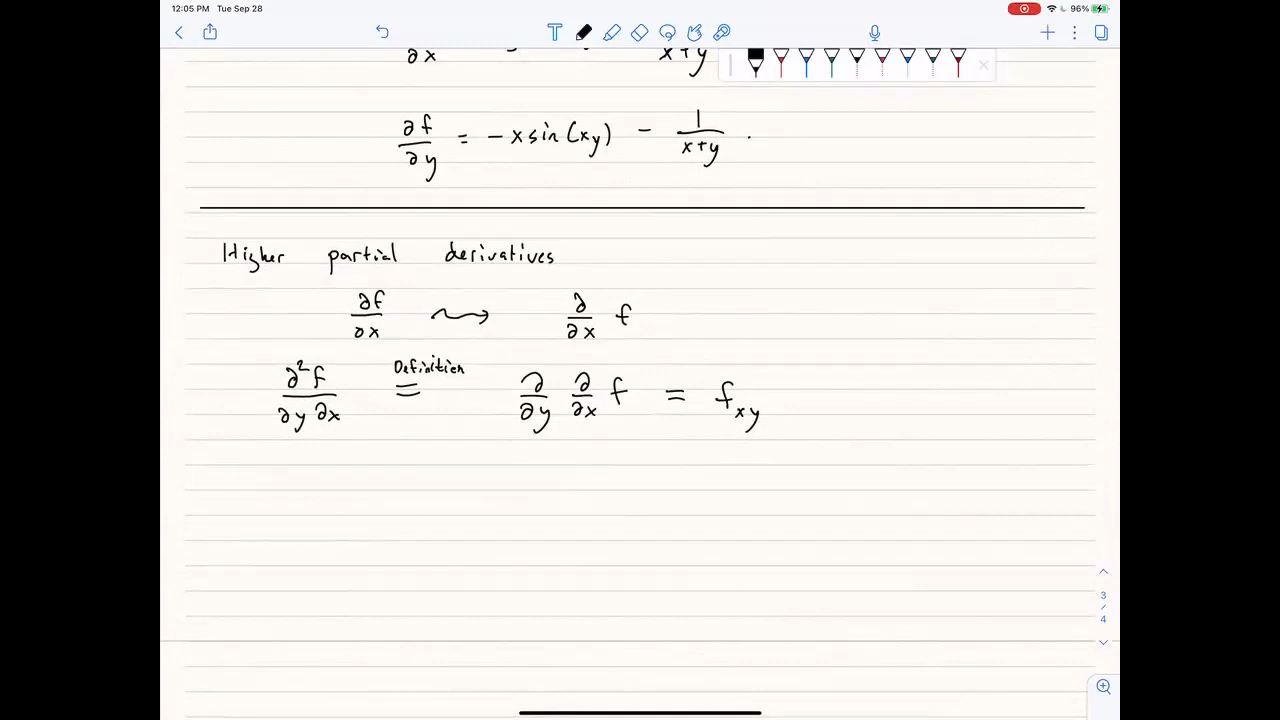 12:05 PM Tue Sep 28 96%
∂x x+y
∂f/∂y = -x sin(xy) - 1/(x+y) .
Higher partial derivatives
∂f/∂x ⇝ ∂/∂x f
∂²f/∂y ∂x Definition = ∂/∂y ∂/∂x f = f_xy
3
/
4